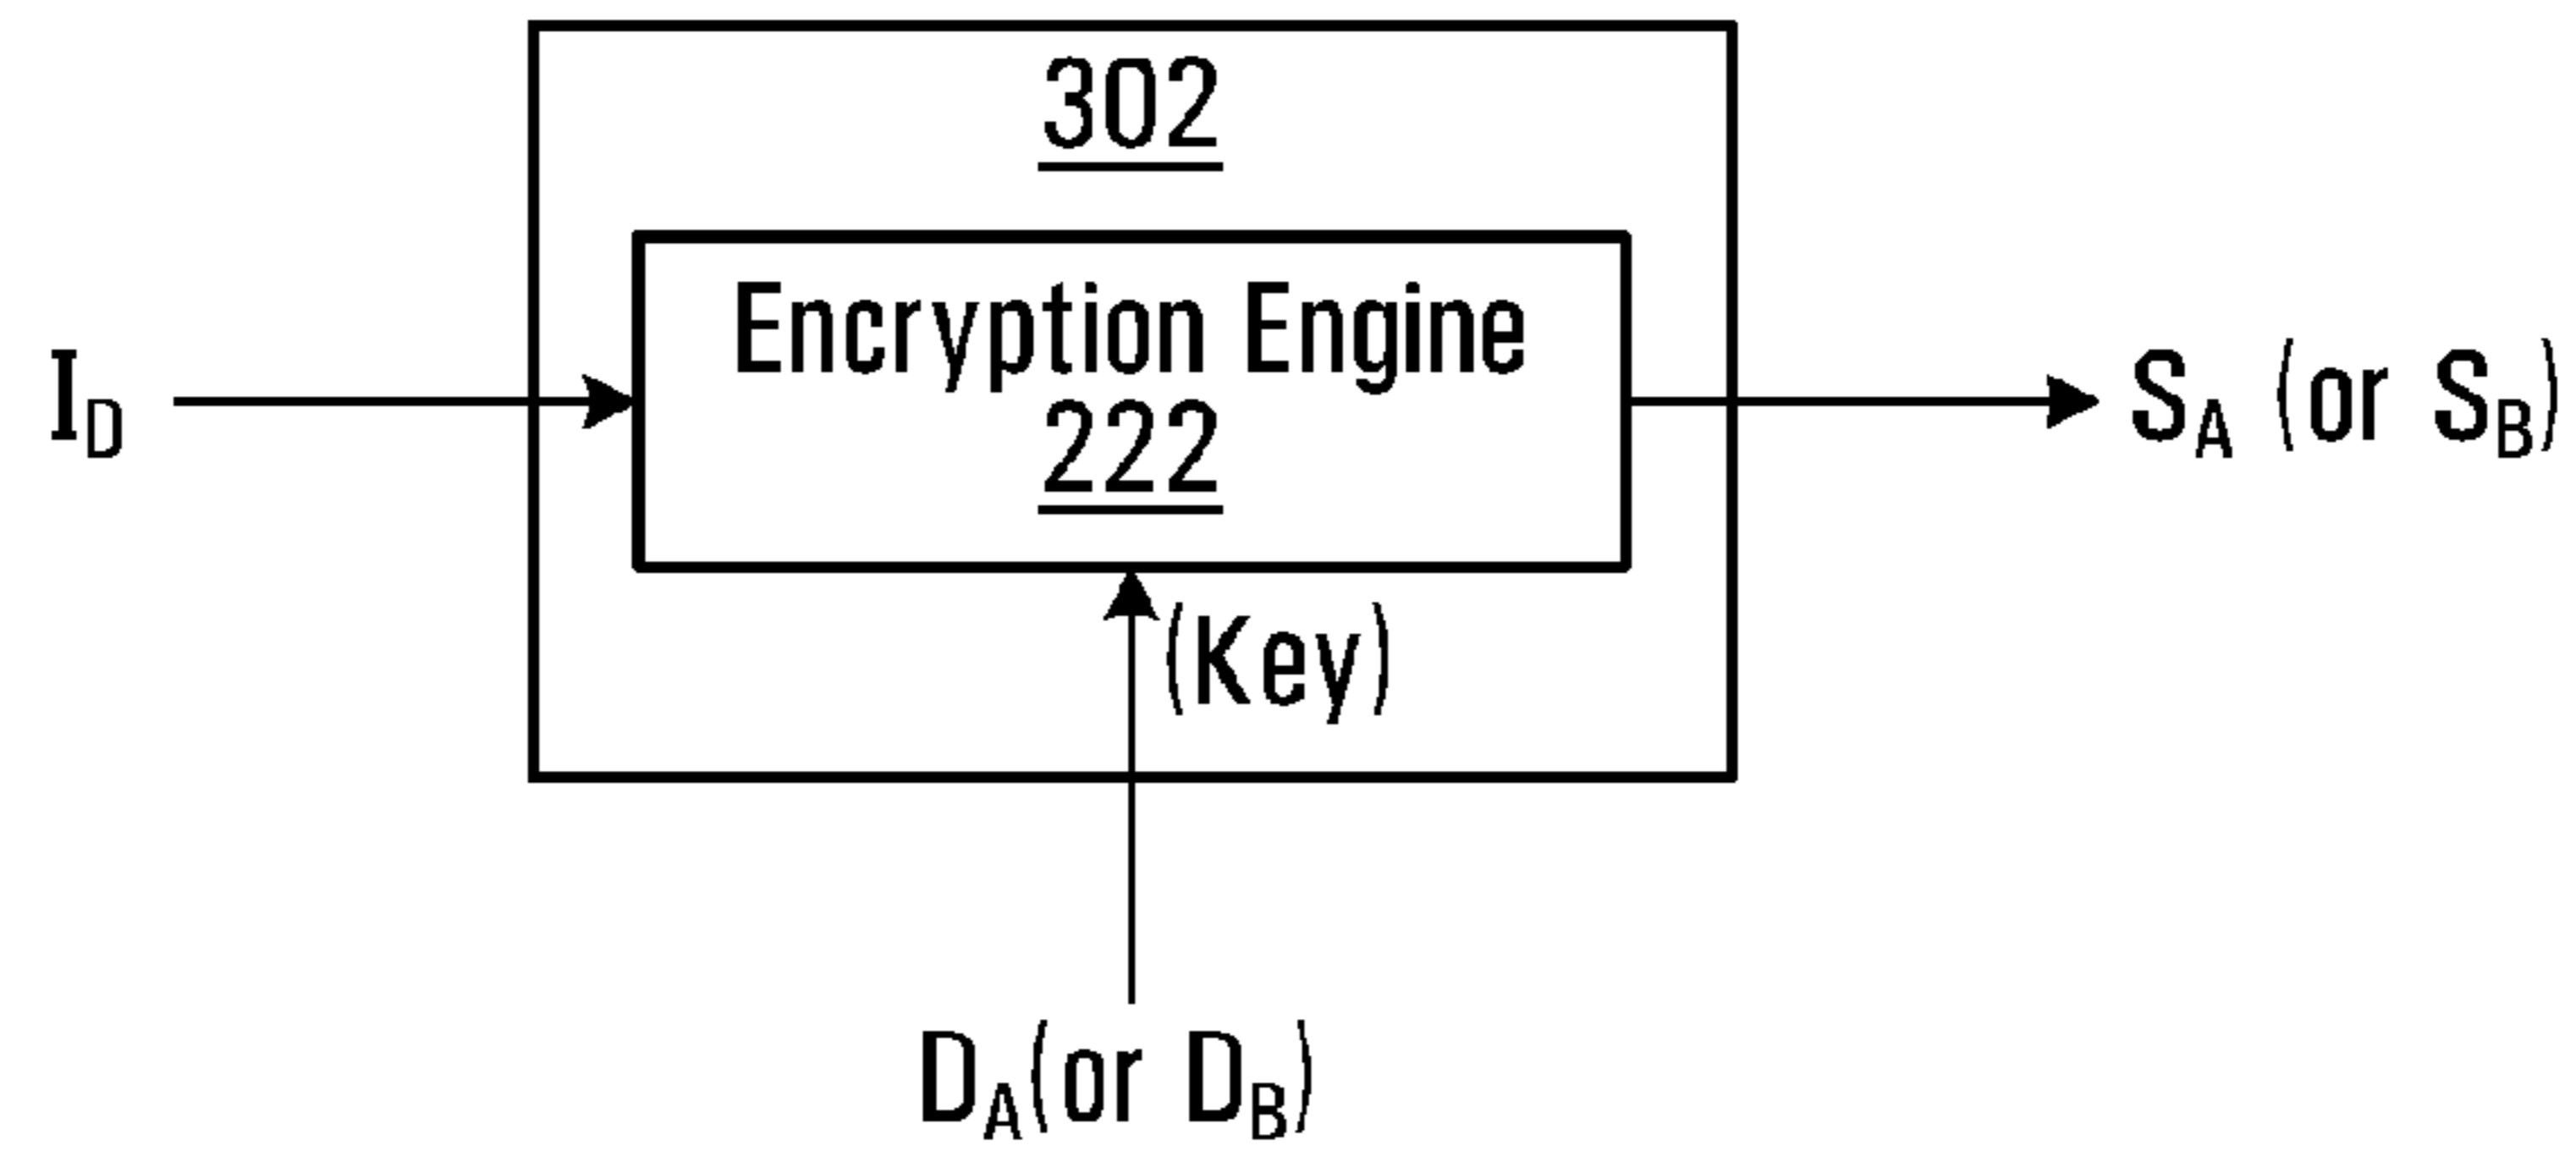 302
Encryption Engine
222
I_D
S_A (or S_B)
(Key)
D_A(or D_B)